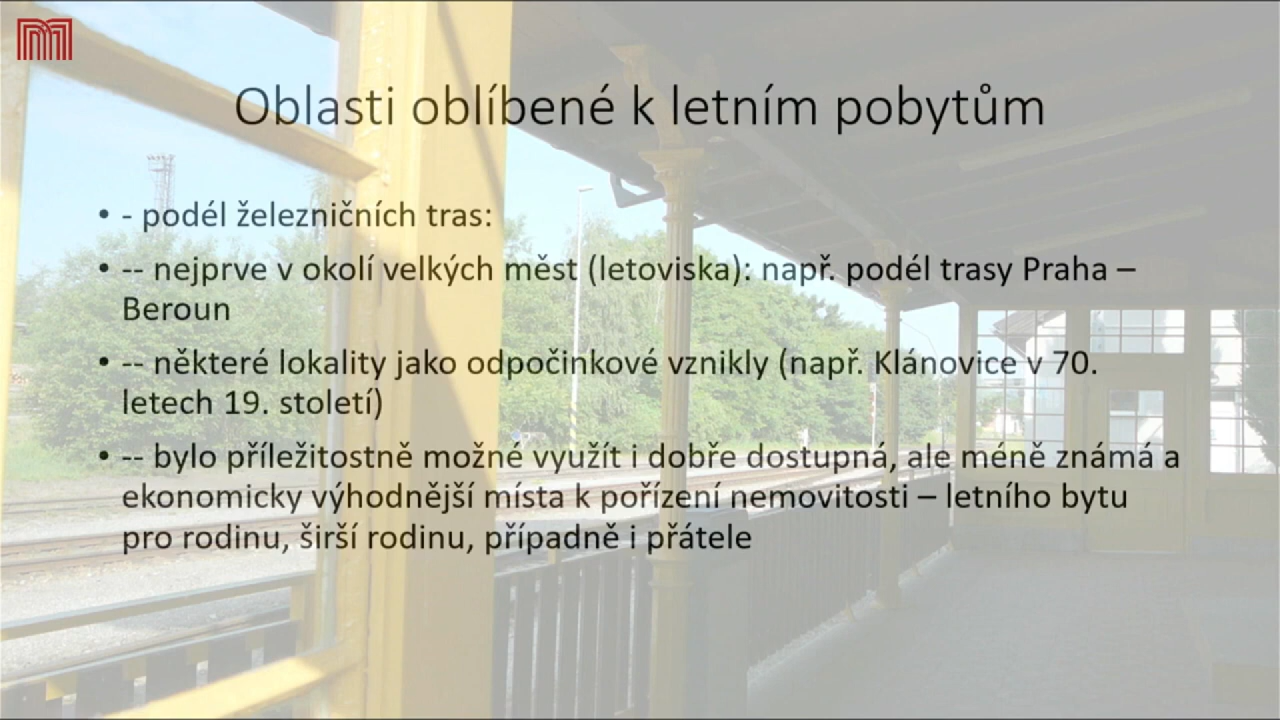 Oblasti oblíbené k letním pobytům
• - podél železničních tras:
• -- nejprve v okolí velkých měst (letoviska): např. podél trasy Praha –
Beroun
• -- některé lokality jako odpočinkové vznikly (např. Klánovice v 70.
letech 19. století)
• -- bylo příležitostně možné využít i dobře dostupná, ale méně známá a
ekonomicky výhodnější místa k pořízení nemovitosti – letního bytu
pro rodinu, širší rodinu, případně i přátele